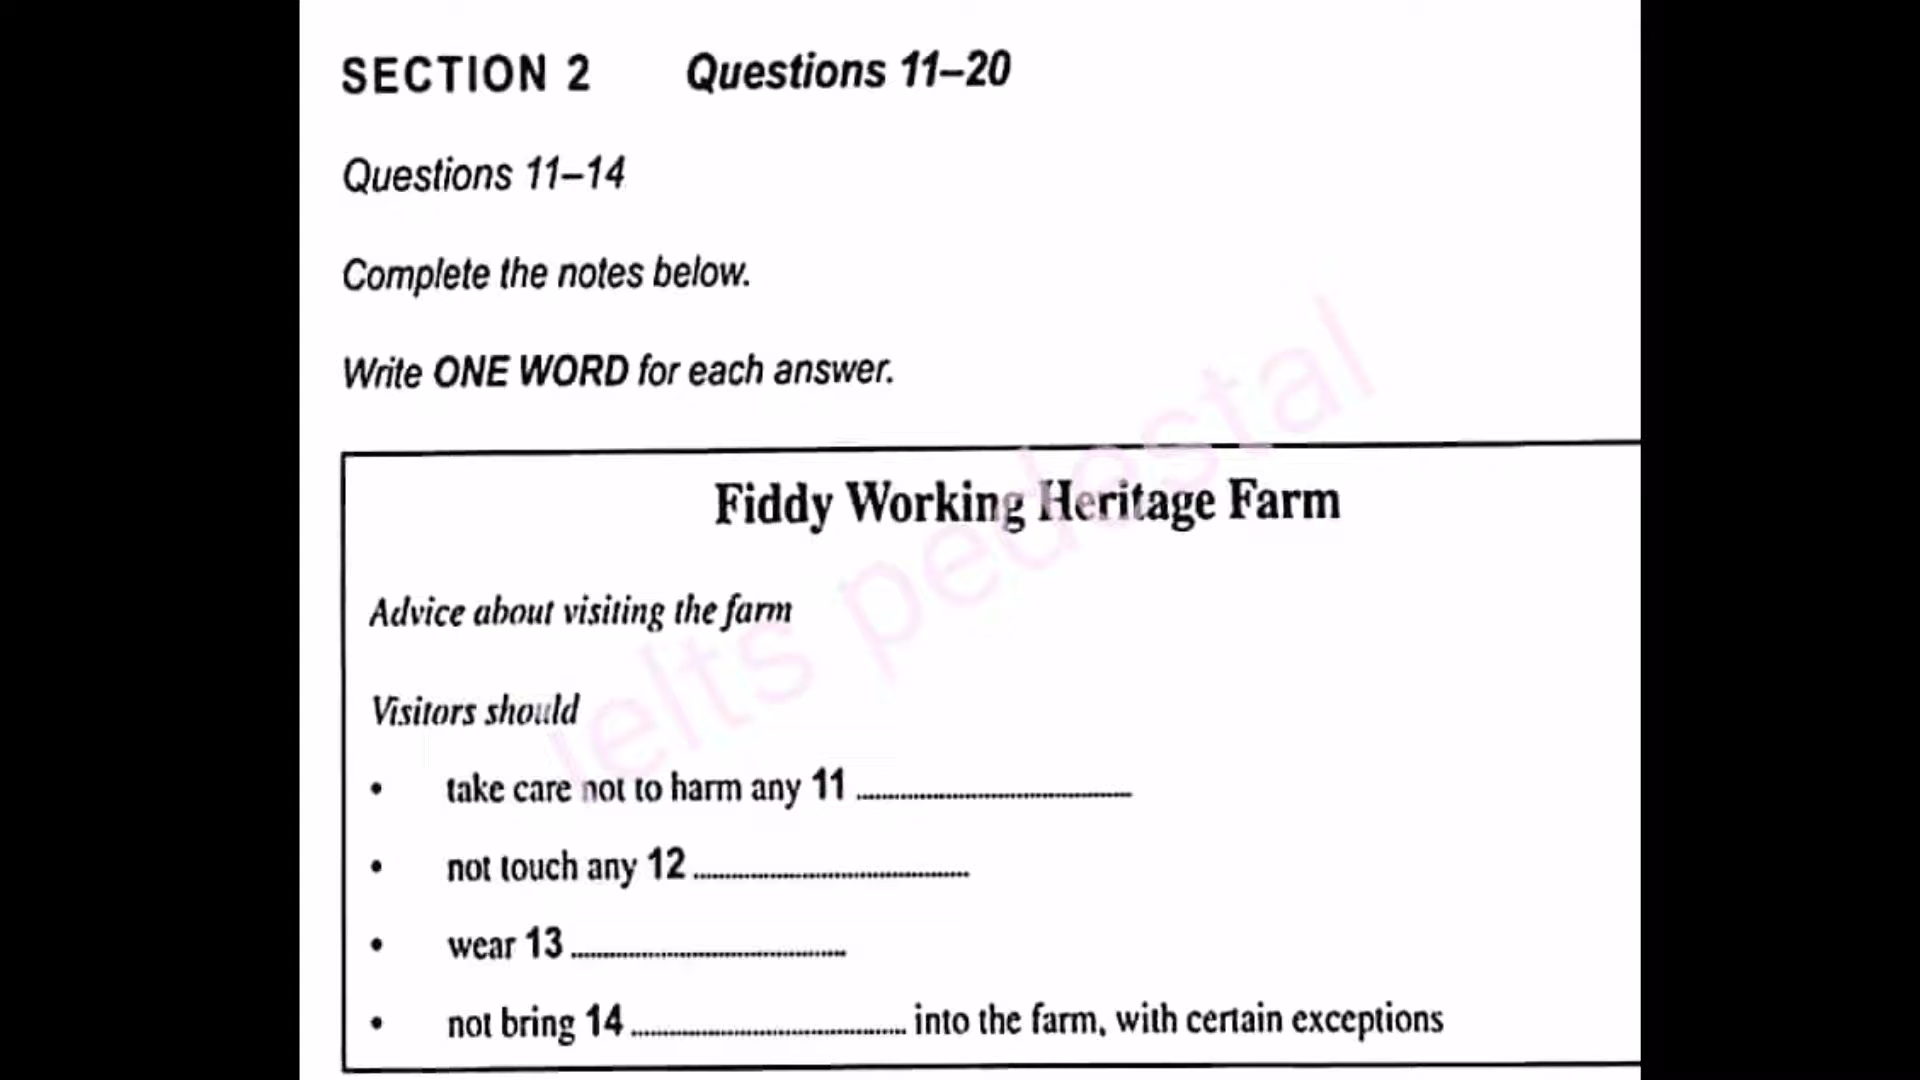 SECTION 2 Questions 11–20
Questions 11–14
Complete the notes below.
Write ONE WORD for each answer.
Fiddy Working Heritage Farm
Advice about visiting the farm
Visitors should
• take care not to harm any 11 ..............................
• not touch any 12 ..............................
• wear 13 ..............................
• not bring 14 .............................. into the farm, with certain exceptions
ielts pedestal